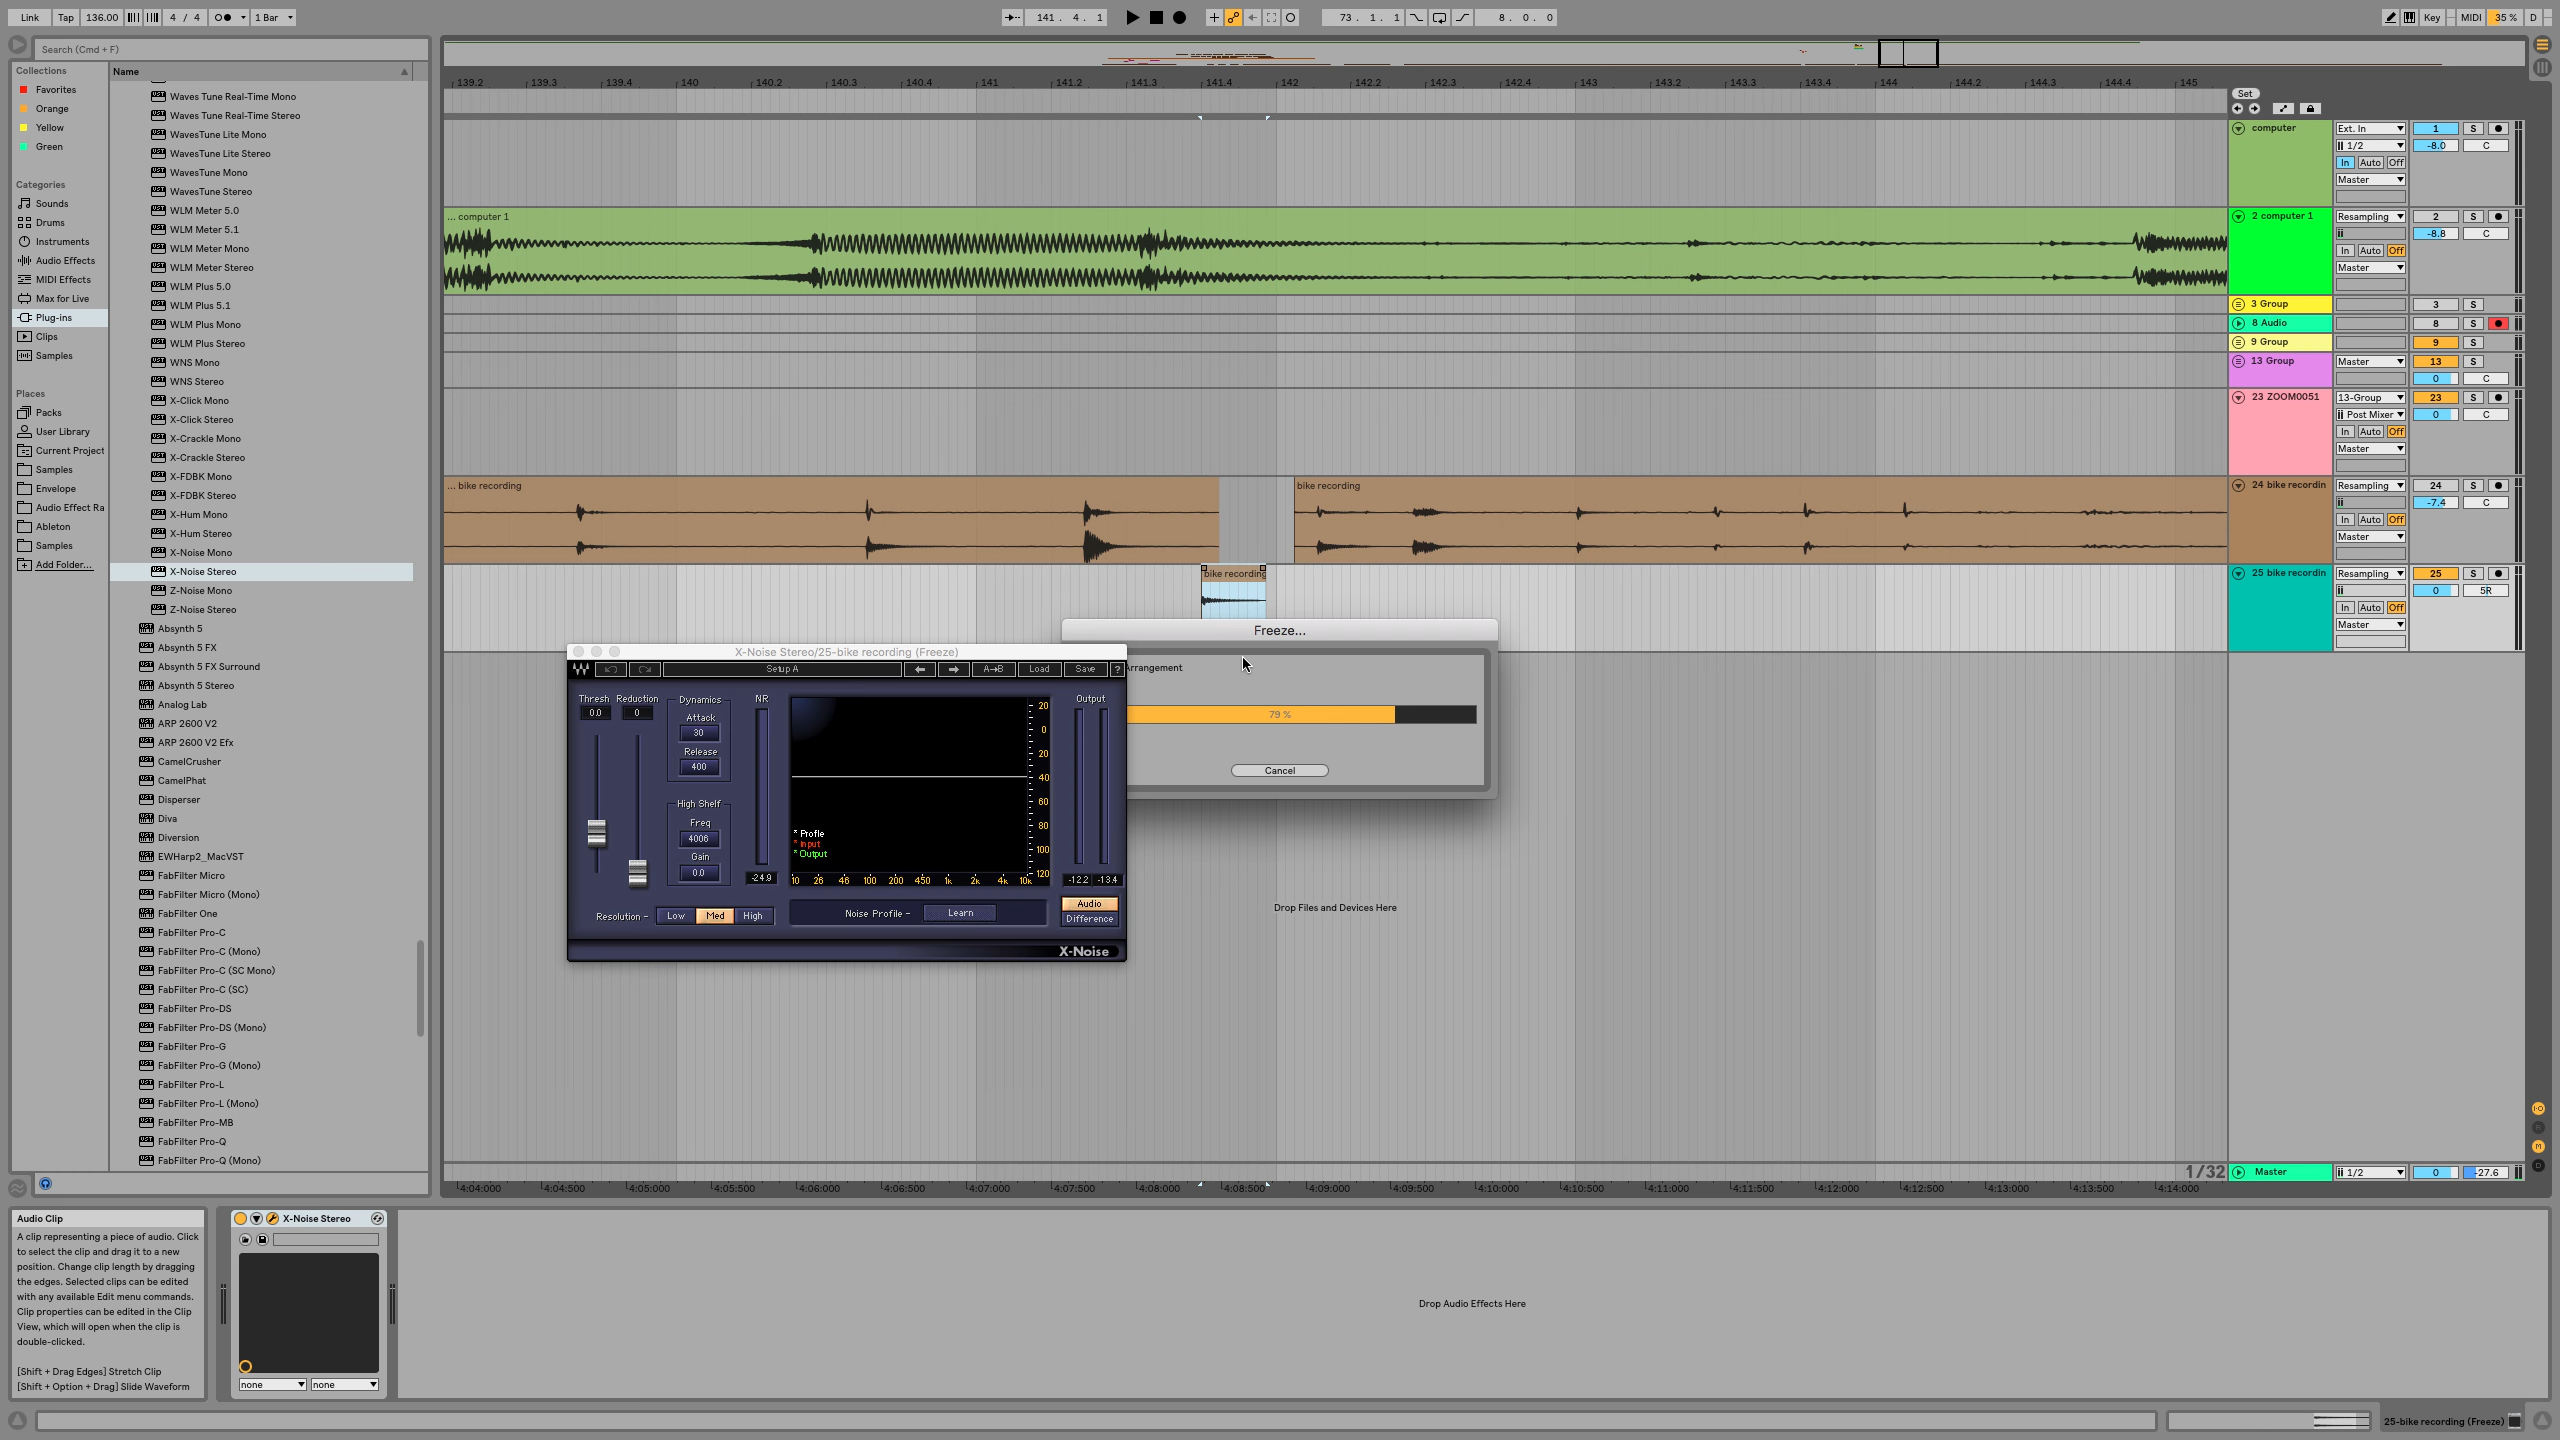 Link Tap 136.00 4 / 4 1 Bar 141. 4. 1 73. 1. 1 8. 0. 0 Key MIDI 35 % D
Search (Cmd + F)
Collections
Favorites
Orange
Yellow
Green
Categories
Sounds
Drums
Instruments
Audio Effects
MIDI Effects
Max for Live
Plug-ins
Clips
Samples
Places
Packs
User Library
Current Project
Samples
Envelope
Audio Effect Ra
Ableton
Samples
Add Folder...
Name
Waves Tune Real-Time Mono
Waves Tune Real-Time Stereo
WavesTune Lite Mono
WavesTune Lite Stereo
WavesTune Mono
WavesTune Stereo
WLM Meter 5.0
WLM Meter 5.1
WLM Meter Mono
WLM Meter Stereo
WLM Plus 5.0
WLM Plus 5.1
WLM Plus Mono
WLM Plus Stereo
WNS Mono
WNS Stereo
X-Click Mono
X-Click Stereo
X-Crackle Mono
X-Crackle Stereo
X-FDBK Mono
X-FDBK Stereo
X-Hum Mono
X-Hum Stereo
X-Noise Mono
X-Noise Stereo
Z-Noise Mono
Z-Noise Stereo
Absynth 5
Absynth 5 FX
Absynth 5 FX Surround
Absynth 5 Stereo
Analog Lab
ARP 2600 V2
ARP 2600 V2 Efx
CamelCrusher
CamelPhat
Disperser
Diva
Diversion
EWHarp2_MacVST
FabFilter Micro
FabFilter Micro (Mono)
FabFilter One
FabFilter Pro-C
FabFilter Pro-C (Mono)
FabFilter Pro-C (SC Mono)
FabFilter Pro-C (SC)
FabFilter Pro-DS
FabFilter Pro-DS (Mono)
FabFilter Pro-G
FabFilter Pro-G (Mono)
FabFilter Pro-L
FabFilter Pro-L (Mono)
FabFilter Pro-MB
FabFilter Pro-Q
FabFilter Pro-Q (Mono)
139.2 139.3 139.4 140 140.2 140.3 140.4 141 141.2 141.3 141.4 142 142.2 142.3 142.4 143 143.2 143.3 143.4 144 144.2 144.3 144.4 145
Set
computer Ext. In 1 S
1/2 -8.0 C
In Auto Off
Master
... computer 1
2 computer 1 Resampling 2 S
-8.8 C
In Auto Off
Master
3 Group 3 S
8 Audio 8 S
9 Group 9 S
13 Group Master 13 S
0 C
23 ZOOM0051 13-Group 23 S
Post Mixer 0 C
In Auto Off
Master
... bike recording
bike recording
24 bike recordin Resampling 24 S
-7.4 C
In Auto Off
Master
bike recording
25 bike recordin Resampling 25 S
0 5R
In Auto Off
Master
Freeze...
Arrangement
79 %
Cancel
X-Noise Stereo/25-bike recording (Freeze)
Setup A A→B Load Save ?
Thresh Reduction
0.0 0
Dynamics
Attack
30
Release
400
High Shelf
Freq
4006
Gain
0.0
NR
-24.9
20
0
20
40
60
80
100
120
* Profile
* Input
* Output
10 26 46 100 200 450 1k 2k 4k 10k
Output
-12.2 -13.4
Resolution - Low Med High
Noise Profile - Learn
Audio
Difference
X-Noise
Drop Files and Devices Here
1/32
Master 1/2 0 -27.6
4:04:000 4:04:500 4:05:000 4:05:500 4:06:000 4:06:500 4:07:000 4:07:500 4:08:000 4:08:500 4:09:000 4:09:500 4:10:000 4:10:500 4:11:000 4:11:500 4:12:000 4:12:500 4:13:000 4:13:500 4:14:000
Audio Clip
A clip representing a piece of audio. Click
to select the clip and drag it to a new
position. Change clip length by dragging
the edges. Selected clips can be edited
with any available Edit menu commands.
Clip properties can be edited in the Clip
View, which will open when the clip is
double-clicked.
[Shift + Drag Edges] Stretch Clip
[Shift + Option + Drag] Slide Waveform
X-Noise Stereo
none none
Drop Audio Effects Here
25-bike recording (Freeze)